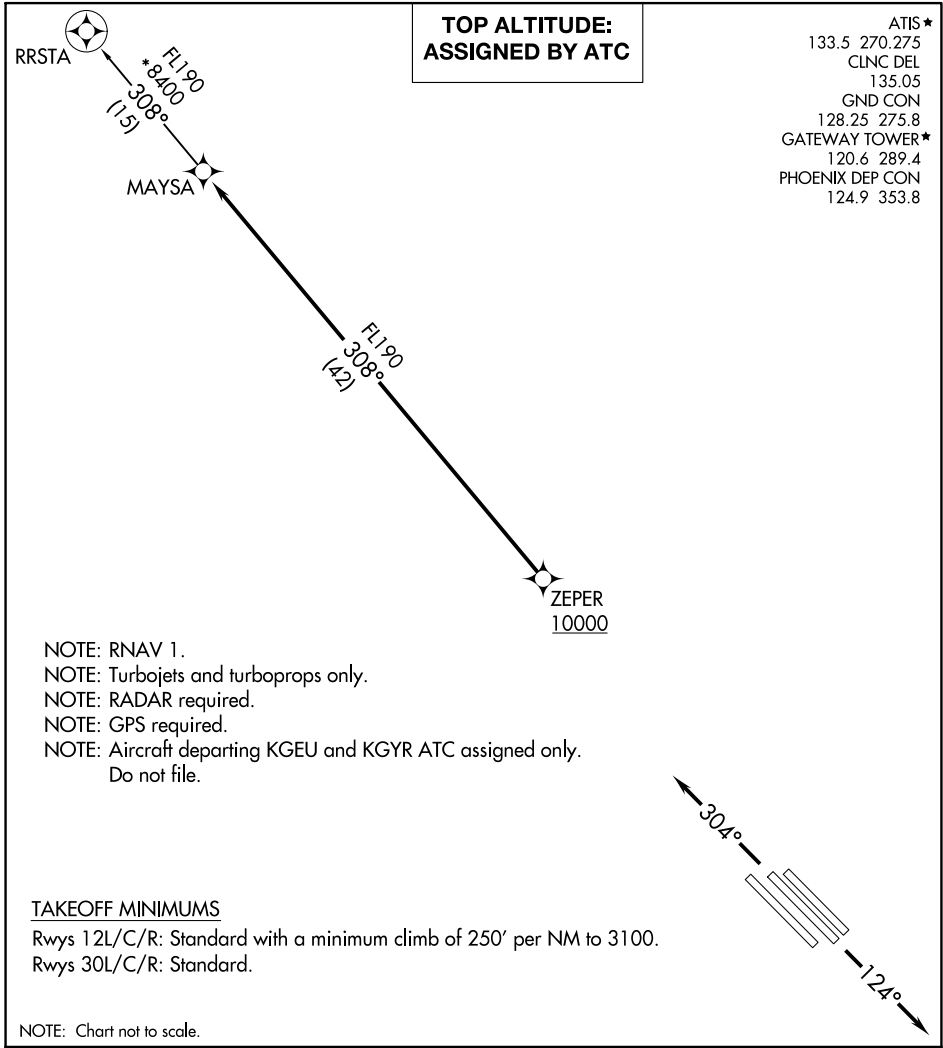 TOP ALTITUDE:
ASSIGNED BY ATC
ATIS★
133.5 270.275
CLNC DEL
135.05
GND CON
128.25 275.8
GATEWAY TOWER★
120.6 289.4
PHOENIX DEP CON
124.9 353.8
RRSTA
FL190
*8400
308°
(15)
MAYSA
FL190
308°
(42)
ZEPER
10000
NOTE: RNAV 1.
NOTE: Turbojets and turboprops only.
NOTE: RADAR required.
NOTE: GPS required.
NOTE: Aircraft departing KGEU and KGYR ATC assigned only.
Do not file.
304°
124°
TAKEOFF MINIMUMS
Rwys 12L/C/R: Standard with a minimum climb of 250' per NM to 3100.
Rwys 30L/C/R: Standard.
NOTE: Chart not to scale.